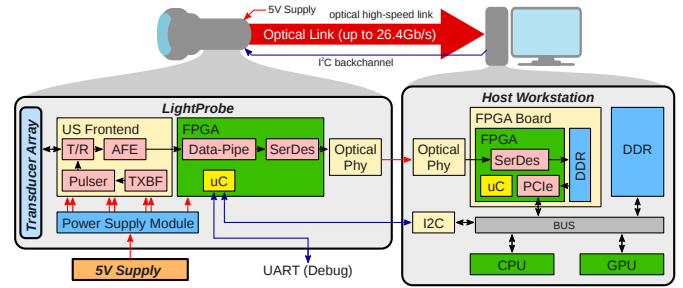 5V Supply
optical high-speed link
Optical Link (up to 26.4Gb/s)
I²C backchannel
LightProbe
Transducer Array
US Frontend
T/R
AFE
Pulser
TXBF
FPGA
Data-Pipe
SerDes
uC
Optical
Phy
Power Supply Module
5V Supply
UART (Debug)
Host Workstation
Optical
Phy
FPGA Board
FPGA
SerDes
uC
PCIe
DDR
DDR
I2C
BUS
CPU
GPU